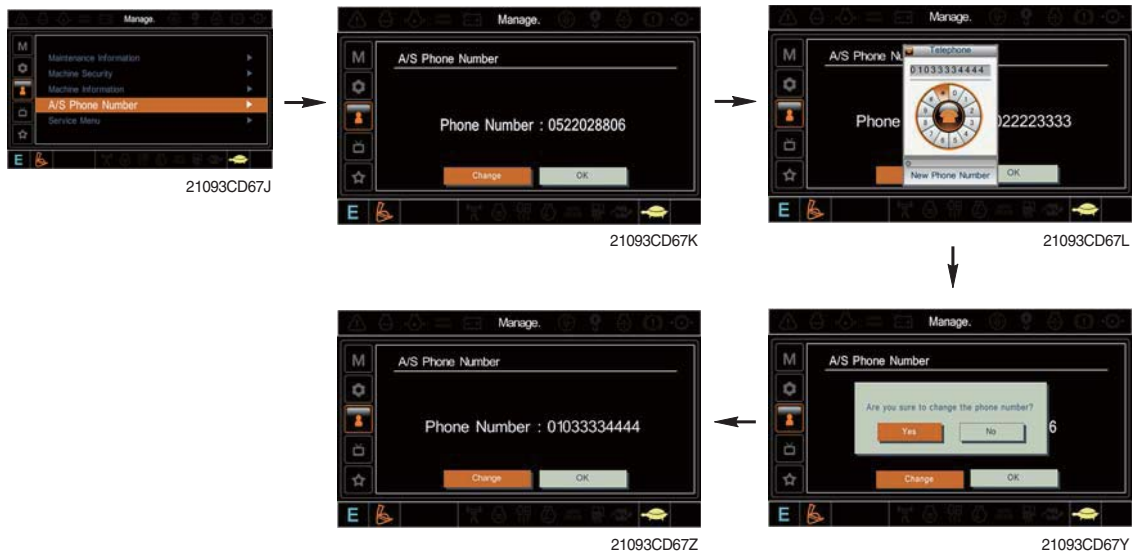 Manage.
M
Maintenance Information
Machine Security
Machine Information
A/S Phone Number
Service Menu
E
21093CD67J
Manage.
M
A/S Phone Number
Phone Number : 0522028806
Change
OK
E
21093CD67K
Manage.
M
A/S Phone Nu
Telephone
01033334444
Phone
022223333
New Phone Number
OK
E
21093CD67L
Manage.
M
A/S Phone Number
Phone Number : 01033334444
Change
OK
E
21093CD67Z
Manage.
M
A/S Phone Number
Are you sure to change the phone number?
Yes
No
6
Change
OK
E
21093CD67Y